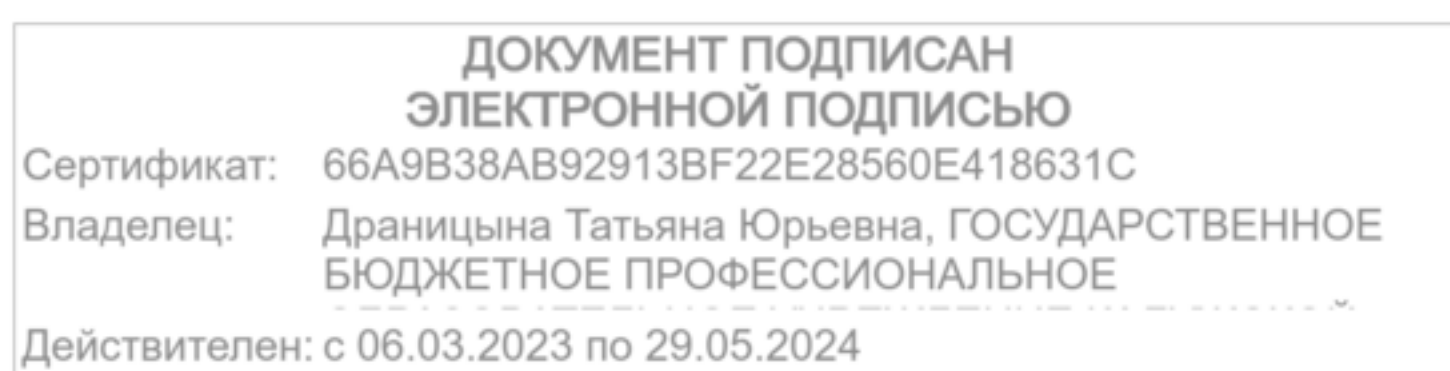 ДОКУМЕНТ ПОДПИСАН
ЭЛЕКТРОННОЙ ПОДПИСЬЮ
Сертификат: 66A9B38AB92913BF22E28560E418631C
Владелец: Драницына Татьяна Юрьевна, ГОСУДАРСТВЕННОЕ
БЮДЖЕТНОЕ ПРОФЕССИОНАЛЬНОЕ
Действителен: с 06.03.2023 по 29.05.2024